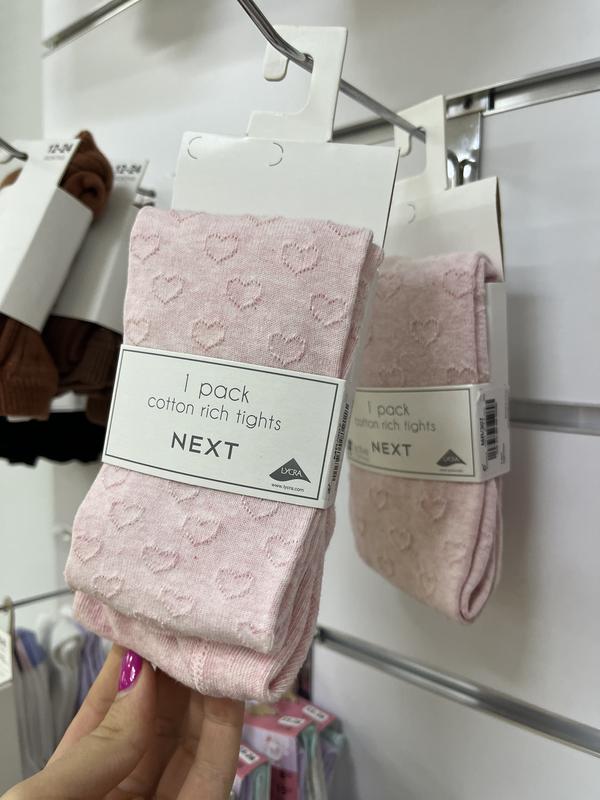 12-24
12-24
1 pack
cotton rich tights
NEXT
LYCRA
www.lycra.com
1 pack
cotton rich tights
NEXT
LYCRA